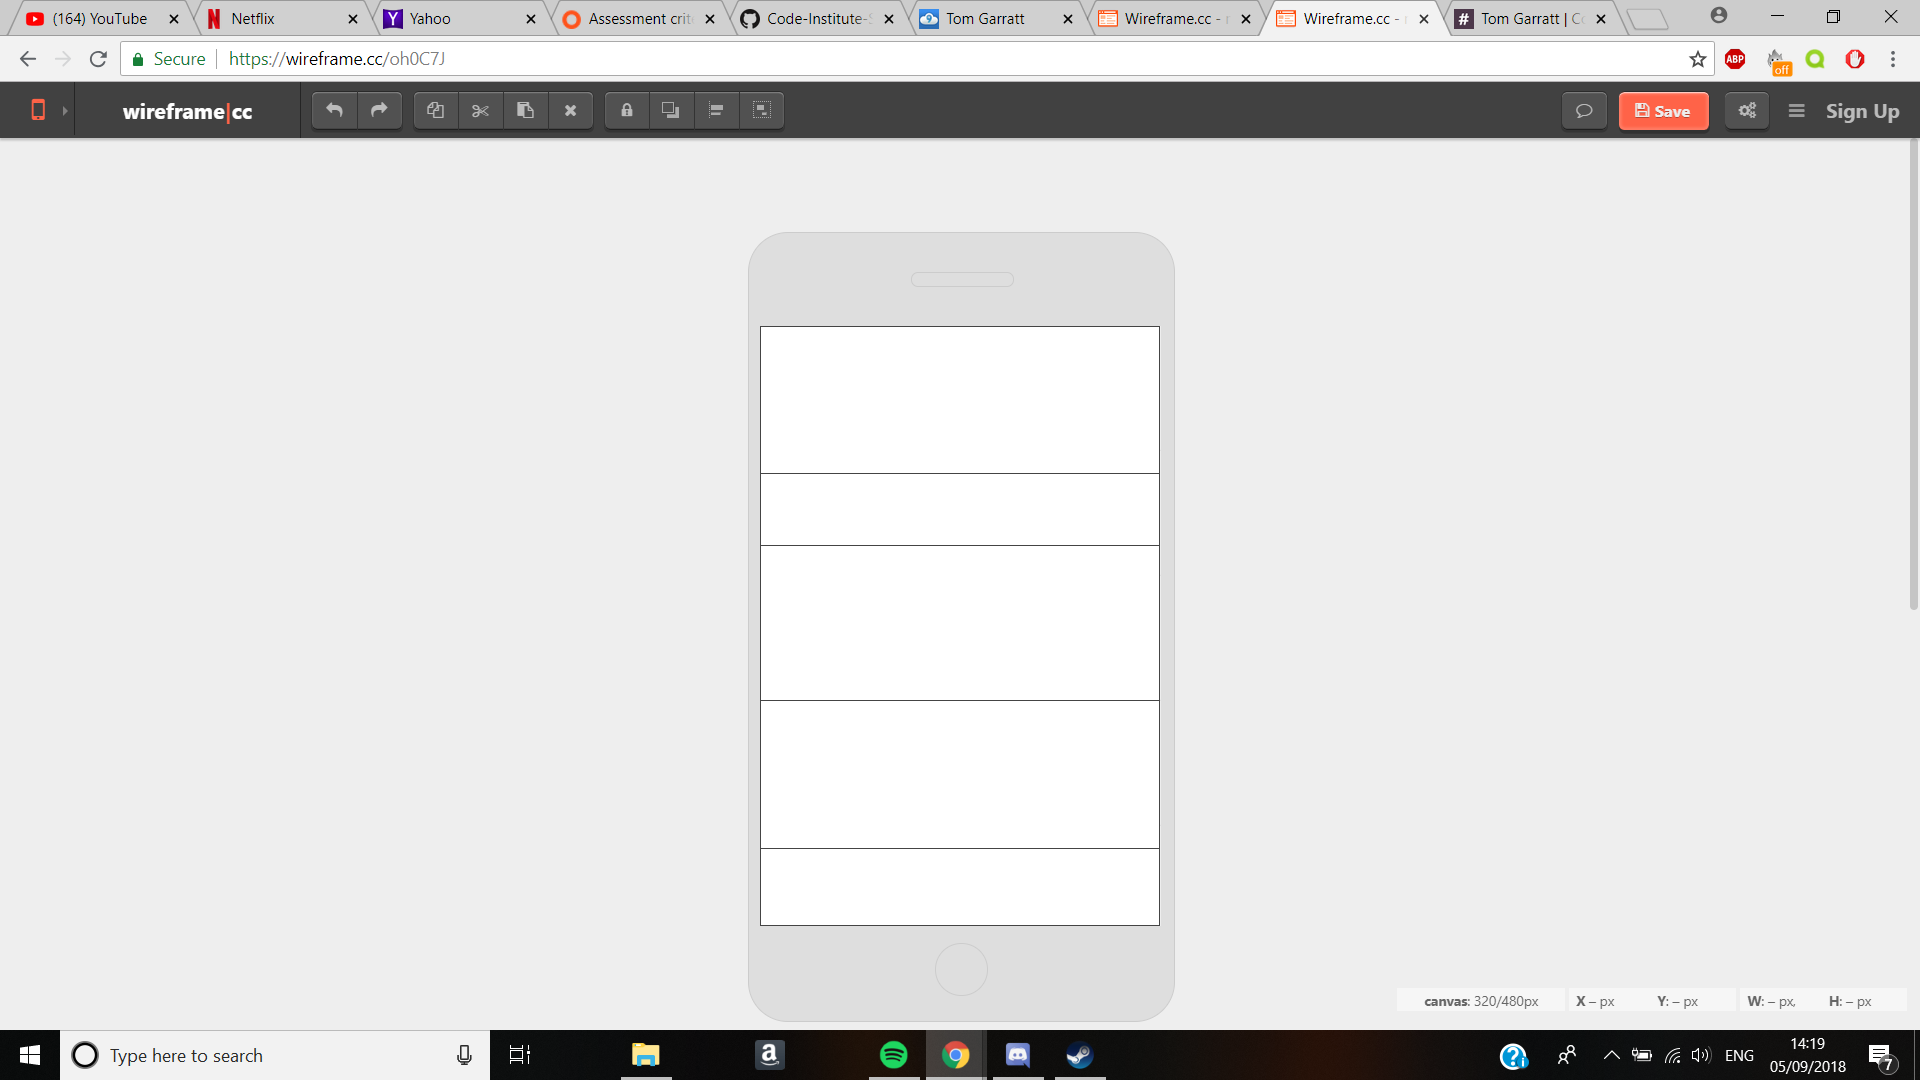 (164) YouTube
Netflix
Yahoo
Assessment crit
Code-Institute-S
Tom Garratt
Wireframe.cc - r
Wireframe.cc - r
Tom Garratt | Ce
Secure
https://wireframe.cc/oh0C7J
ABP
off
wireframe|cc
Save
Sign Up
canvas: 320/480px
X – px
Y: – px
W: – px,
H: – px
Type here to search
ENG
14:19
05/09/2018
7